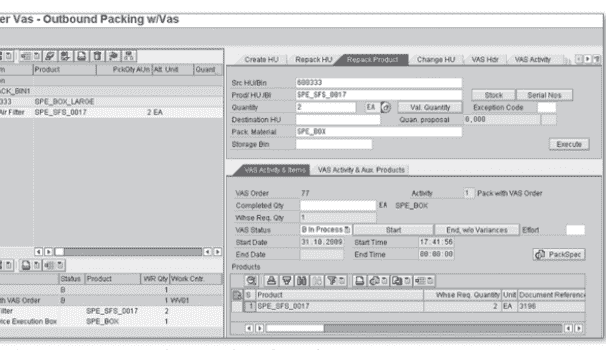 er Vas - Outbound Packing w/Vas
Create HU Repack HU Repack Product Change HU VAS Hdr VAS Activity
Product PckQty AUn Alt. Unit Quant
Src HU/Bin 600333
ACK_BIN1
Prod/ HU /BI SPE_SFS_0017 Stock Serial Nos
333 SPE_BOX_LARGE
Quantity 2 EA Val. Quantity Exception Code
Air Filter SPE_SFS_0017 2 EA
Destination HU Quan. proposal 0,000
Pack. Material SPE_BOX
Storage Bin Execute
VAS Activity & Items VAS Activity & Aux. Products
VAS Order 77 Activity 1 Pack with VAS Order
Completed Qty EA SPE_BOX
Whse Req. Qty 1
VAS Status In Process Start End, w/o Variances Effort
Start Date 31.10.2009 Start Time 17:41:56
End Date End Time 00:00:00 PackSpec
Products
S Product Whse Req. Quantity Unit Document Reference
1 SPE_SFS_0017 2 EA 3196
Status Product WR Qty Work Cntr.
B 1
th VAS Order B 1 WV01
ilter SPE_SFS_0017 2
ice Execution Box SPE_BOX 1